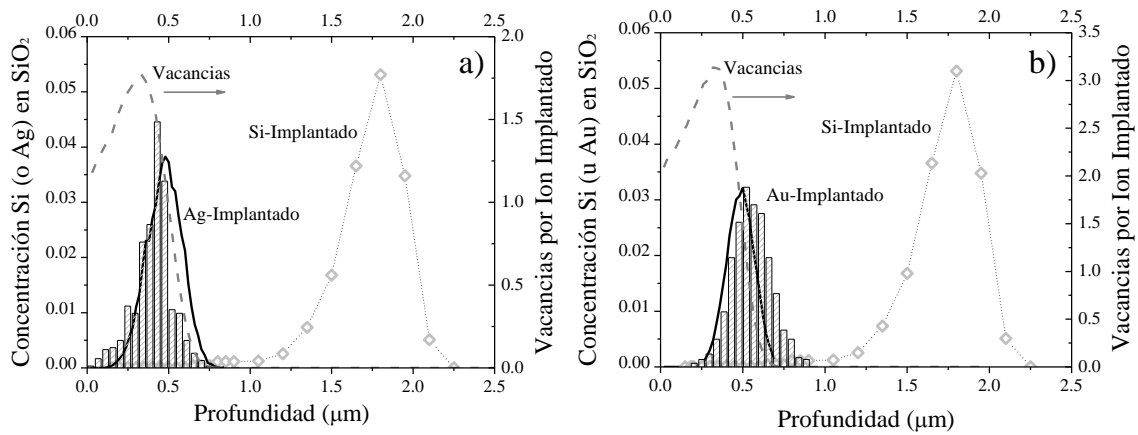 0.0 0.5 1.0 1.5 2.0 2.5
0.06
0.05
0.04
0.03
0.02
0.01
0.00
Concentración Si (o Ag) en SiO2
a)
Vacancias
Si-Implantado
Ag-Implantado
2.0
1.5
1.0
0.5
0.0
Vacancias por Ion Implantado
0.0 0.5 1.0 1.5 2.0 2.5
Profundidad (μm)
0.0 0.5 1.0 1.5 2.0 2.5
0.06
0.05
0.04
0.03
0.02
0.01
0.00
Concentración Si (u Au) en SiO2
b)
Vacancias
Si-Implantado
Au-Implantado
3.5
3.0
2.5
2.0
1.5
1.0
0.5
0.0
Vacancias por Ion Implantado
0.0 0.5 1.0 1.5 2.0 2.5
Profundidad (μm)